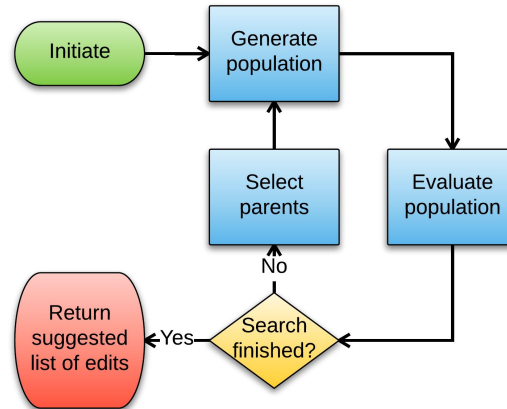 Initiate
Generate
population
Select
parents
Evaluate
population
No
Search
finished?
Yes
Return
suggested
list of edits